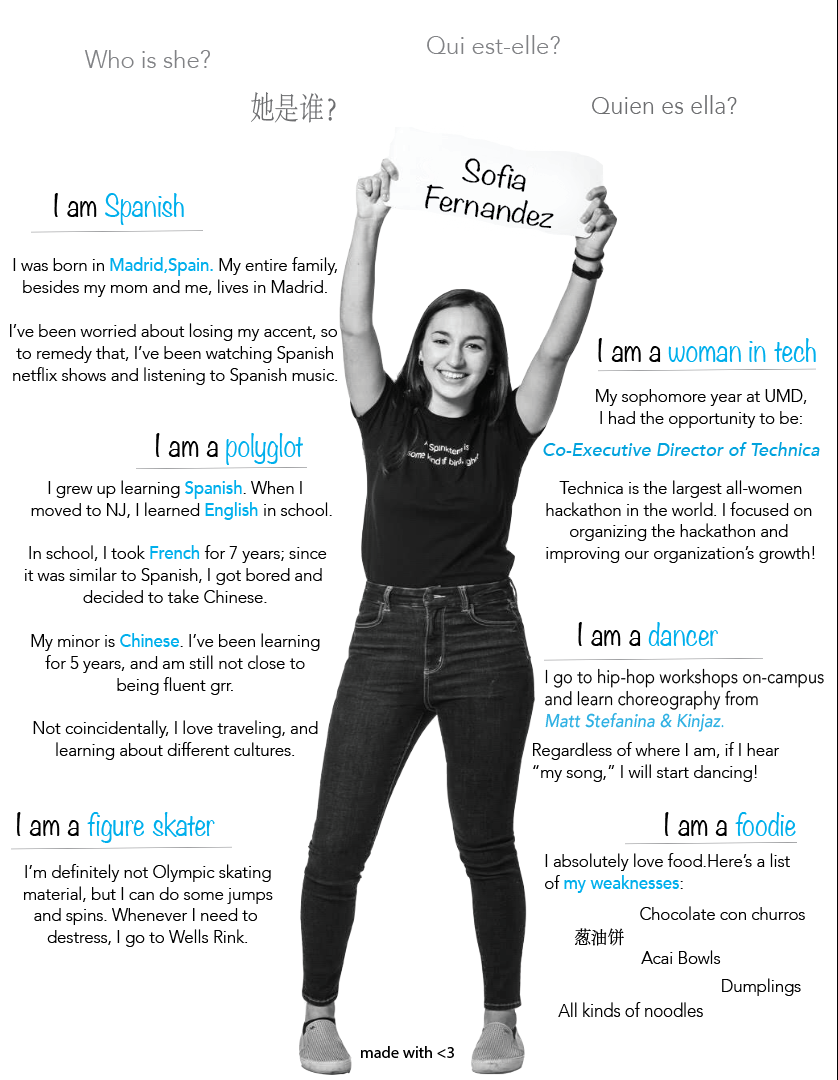 Who is she?
Qui est-elle?
她是谁?
Quien es ella?
Sofia
Fernandez
I am Spanish
I was born in Madrid,Spain. My entire family,
besides my mom and me, lives in Madrid.
I've been worried about losing my accent, so
to remedy that, I've been watching Spanish
netflix shows and listening to Spanish music.
I am a polyglot
I grew up learning Spanish. When I
moved to NJ, I learned English in school.
In school, I took French for 7 years; since
it was similar to Spanish, I got bored and
decided to take Chinese.
My minor is Chinese. I've been learning
for 5 years, and am still not close to
being fluent grr.
Not coincidentally, I love traveling, and
learning about different cultures.
I am a figure skater
I'm definitely not Olympic skating
material, but I can do some jumps
and spins. Whenever I need to
destress, I go to Wells Rink.
I am a woman in tech
My sophomore year at UMD,
I had the opportunity to be:
Co-Executive Director of Technica
Technica is the largest all-women
hackathon in the world. I focused on
organizing the hackathon and
improving our organization's growth!
I am a dancer
I go to hip-hop workshops on-campus
and learn choreography from
Matt Stefanina & Kinjaz.
Regardless of where I am, if I hear
“my song,” I will start dancing!
I am a foodie
I absolutely love food.Here's a list
of my weaknesses:
Chocolate con churros
葱油饼
Acai Bowls
Dumplings
All kinds of noodles
made with <3